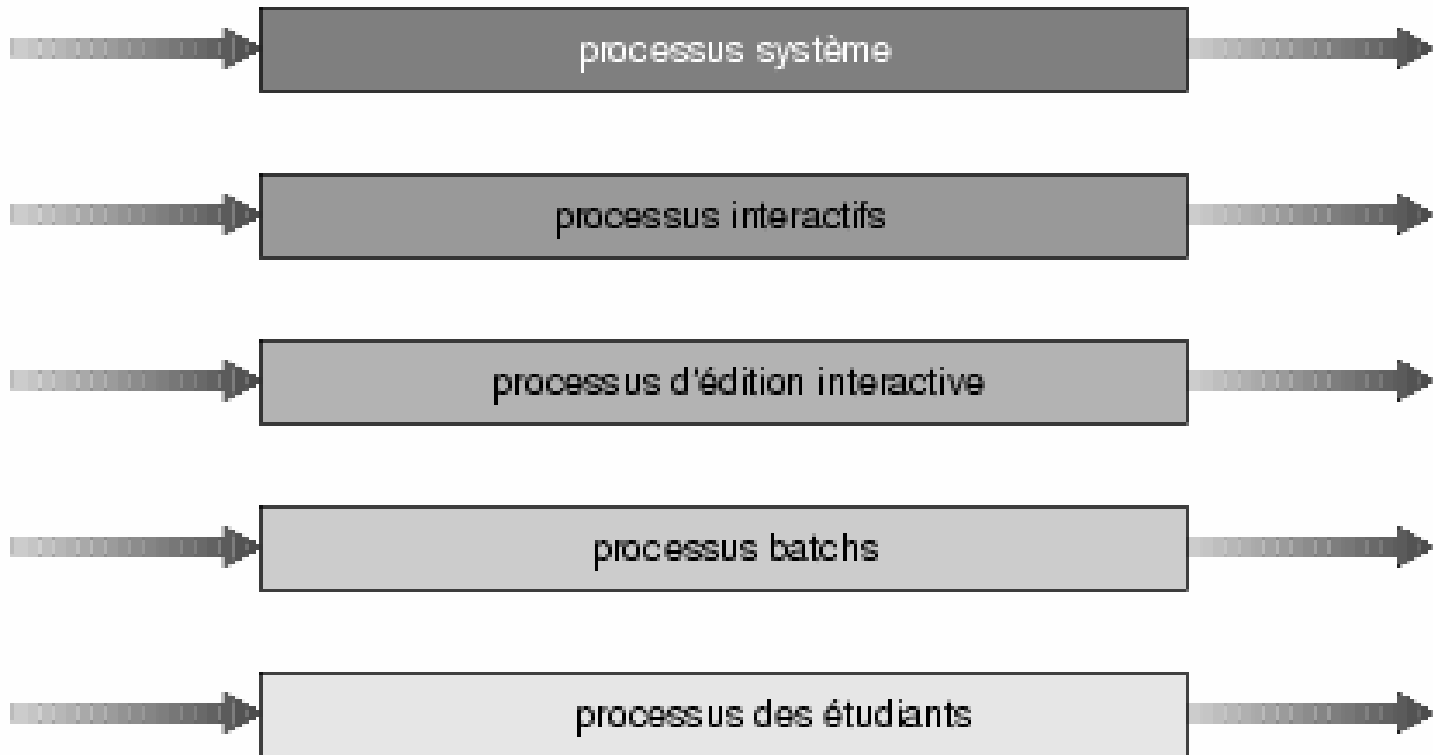 processus système
processus interactifs
processus d'édition interactive
processus batchs
processus des étudiants